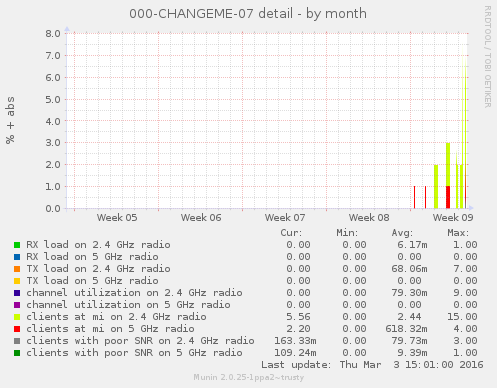 000-CHANGEME-07 detail - by month
RRDTOOL / TOBI OETIKER
% + abs
8.0
7.0
6.0
5.0
4.0
3.0
2.0
1.0
0.0
Week 05 Week 06 Week 07 Week 08 Week 09
Cur: Min: Avg: Max:
RX load on 2.4 GHz radio 0.00 0.00 6.17m 1.00
RX load on 5 GHz radio 0.00 0.00 0.00 0.00
TX load on 2.4 GHz radio 0.00 0.00 68.06m 7.00
TX load on 5 GHz radio 0.00 0.00 0.00 0.00
channel utilization on 2.4 GHz radio 0.00 0.00 79.30m 9.00
channel utilization on 5 GHz radio 0.00 0.00 0.00 0.00
clients at mi on 2.4 GHz radio 5.56 0.00 2.44 15.00
clients at mi on 5 GHz radio 2.20 0.00 618.32m 4.00
clients with poor SNR on 2.4 GHz radio 163.33m 0.00 79.73m 3.00
clients with poor SNR on 5 GHz radio 109.24m 0.00 9.39m 1.00
Last update: Thu Mar 3 15:01:00 2016
Munin 2.0.25-1ppa2~trusty